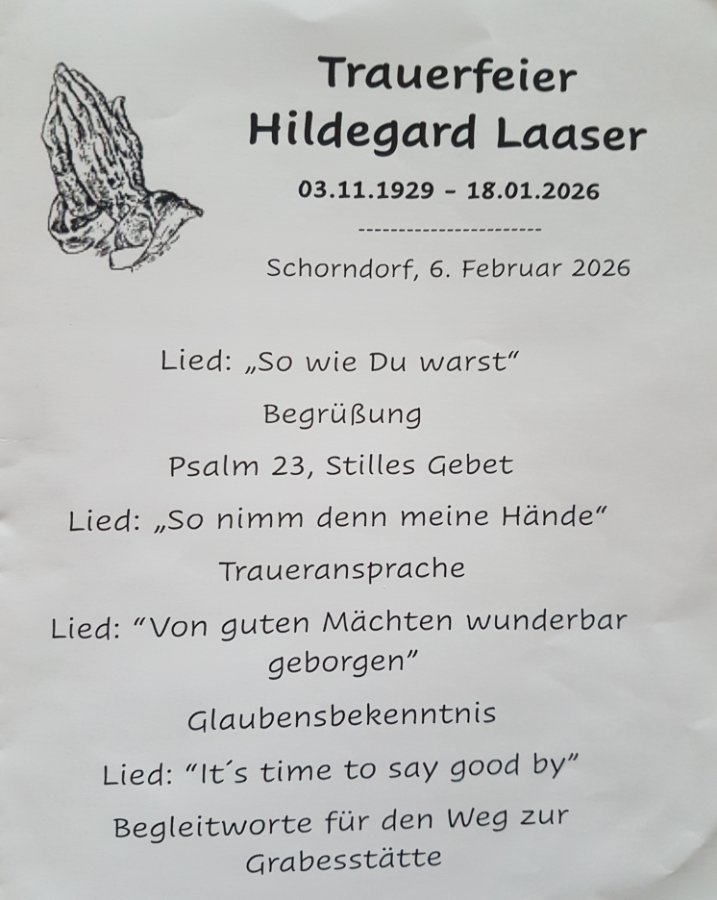 Trauerfeier
Hildegard Laaser
03.11.1929 - 18.01.2026
-----------------------
Schorndorf, 6. Februar 2026
Lied: „So wie Du warst“
Begrüßung
Psalm 23, Stilles Gebet
Lied: „So nimm denn meine Hände“
Traueransprache
Lied: “Von guten Mächten wunderbar
geborgen”
Glaubensbekenntnis
Lied: “It´s time to say good by”
Begleitworte für den Weg zur
Grabesstätte